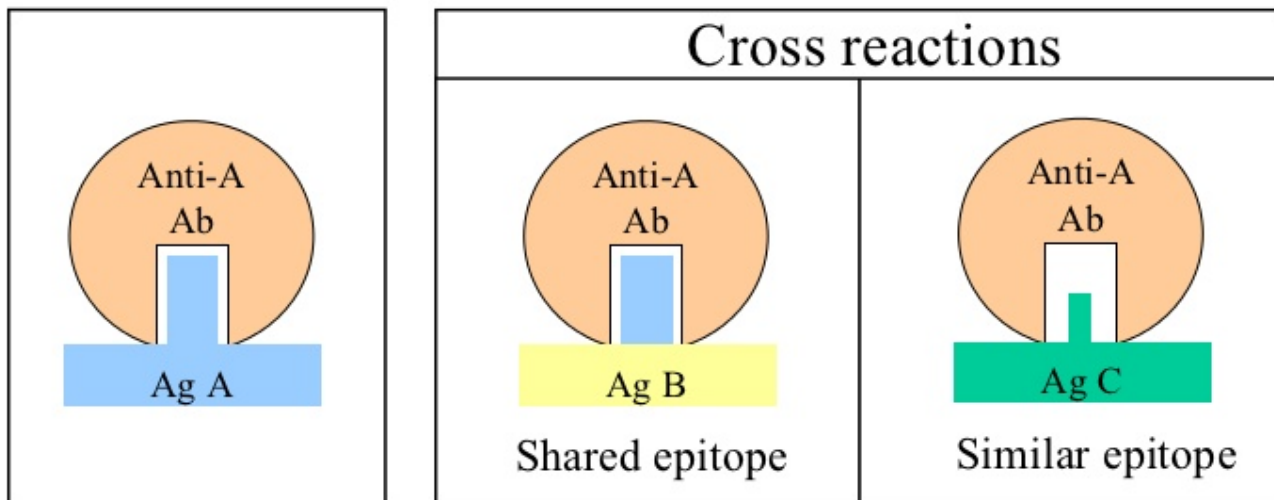 Anti-A
Ab
Ag A
Cross reactions
Anti-A
Ab
Ag B
Shared epitope
Anti-A
Ab
Ag C
Similar epitope